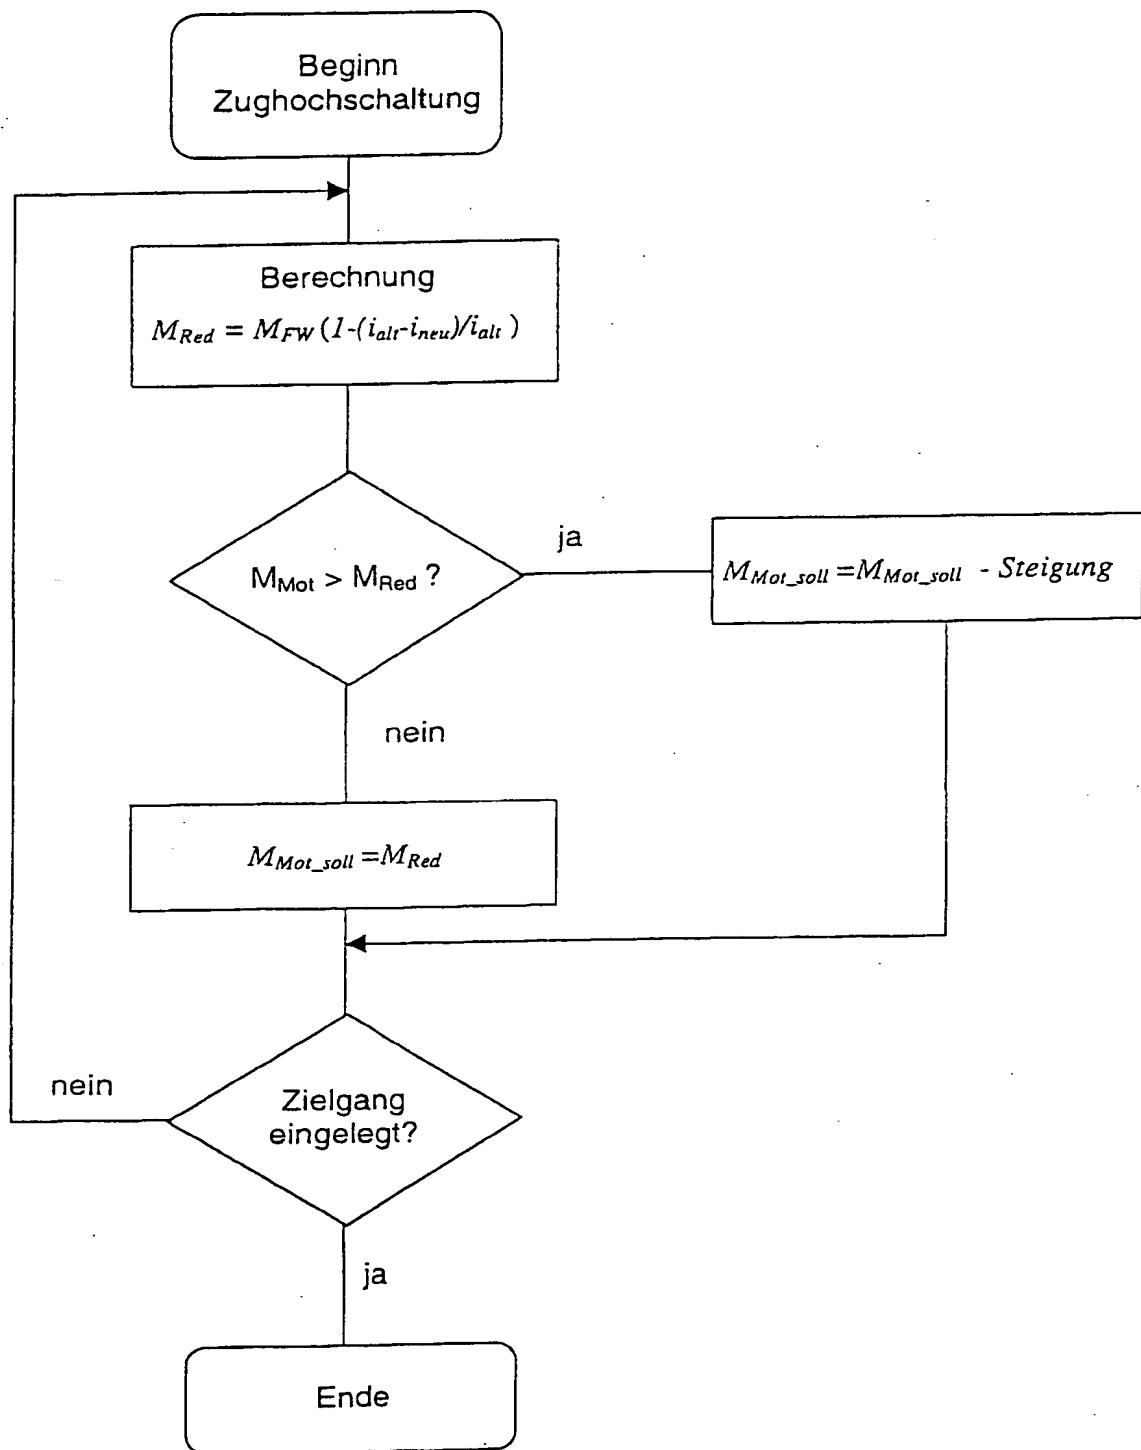 Beginn
Zughochschaltung
Berechnung
M_Red = M_FW (1-(i_alt-i_neu)/i_alt )
M_Mot > M_Red ?
ja
M_Mot_soll =M_Mot_soll - Steigung
nein
M_Mot_soll =M_Red
nein
Zielgang
eingelegt?
ja
Ende